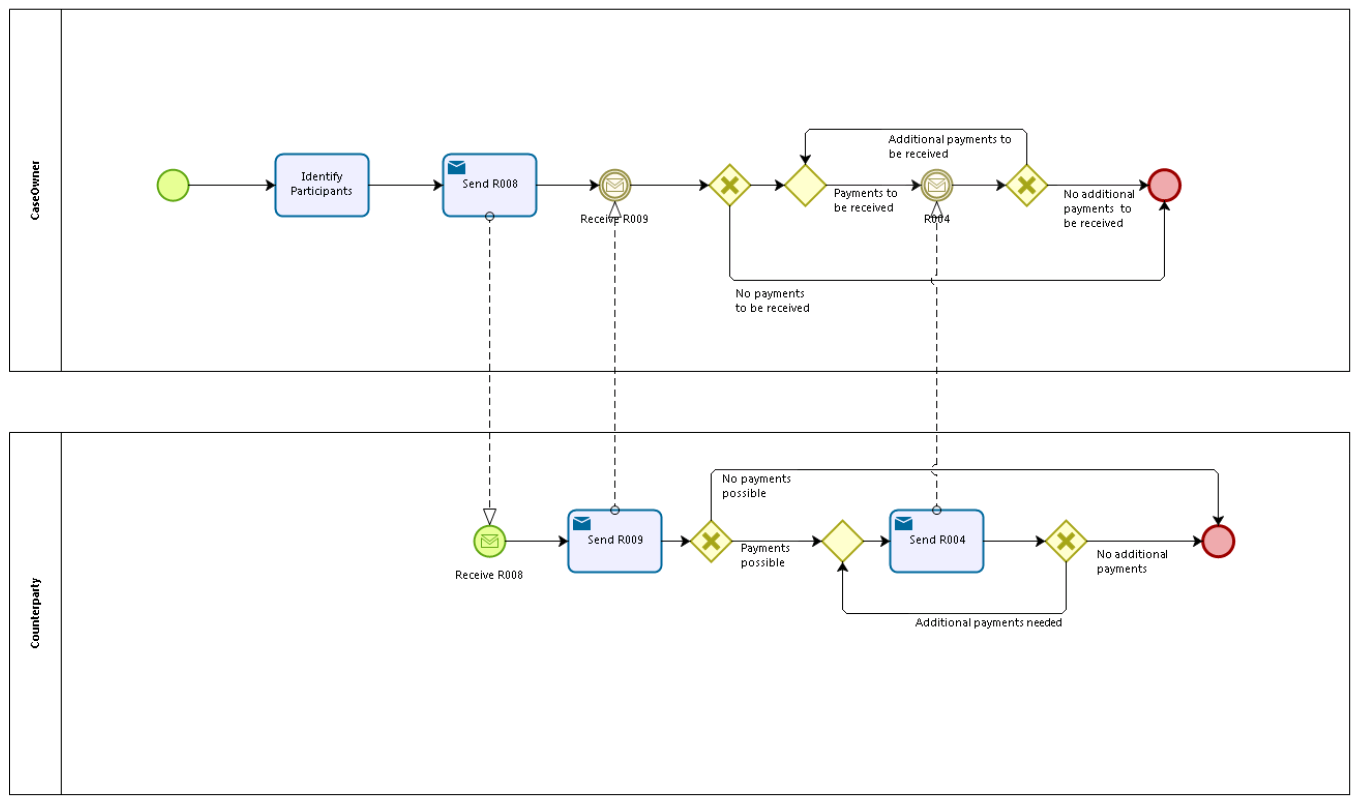 CaseOwner
Identify
Participants
Send R008
Receive R009
Additional payments to
be received
Payments to
be received
R004
No additional
payments to
be received
No payments
to be received
Counterparty
Receive R008
Send R009
No payments
possible
Payments
possible
Send R004
No additional
payments
Additional payments needed